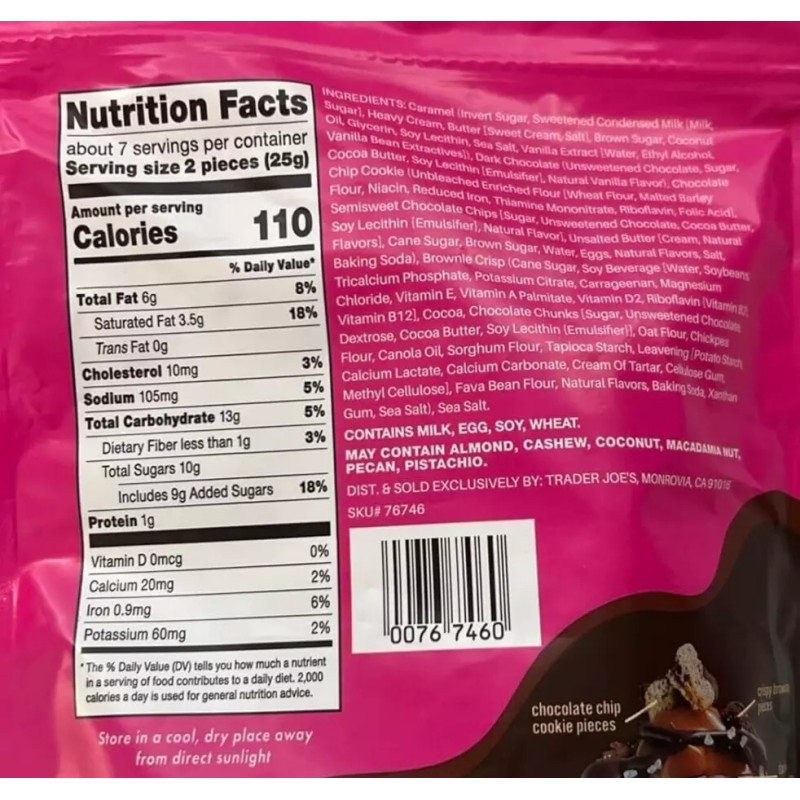 Nutrition Facts
about 7 servings per container
Serving size 2 pieces (25g)
Amount per serving
Calories 110
% Daily Value*
Total Fat 6g 8%
Saturated Fat 3.5g 18%
Trans Fat 0g
Cholesterol 10mg 3%
Sodium 105mg 5%
Total Carbohydrate 13g 5%
Dietary Fiber less than 1g 3%
Total Sugars 10g
Includes 9g Added Sugars 18%
Protein 1g
Vitamin D 0mcg 0%
Calcium 20mg 2%
Iron 0.9mg 6%
Potassium 60mg 2%
* The % Daily Value (DV) tells you how much a nutrient
in a serving of food contributes to a daily diet. 2,000
calories a day is used for general nutrition advice.
Store in a cool, dry place away
from direct sunlight
INGREDIENTS: Caramel (Invert Sugar, Sweetened Condensed Milk [Milk,
Sugar], Heavy Cream, Butter [Sweet Cream, Salt], Brown Sugar, Coconut
Oil, Glycerin, Soy Lecithin, Sea Salt, Vanilla Extract [Water, Ethyl Alcohol,
Vanilla Bean Extractives]), Dark Chocolate (Unsweetened Chocolate, Sugar,
Cocoa Butter, Soy Lecithin [Emulsifier], Natural Vanilla Flavor), Chocolate
Chip Cookie (Unbleached Enriched Flour [Wheat Flour, Malted Barley
Flour, Niacin, Reduced Iron, Thiamine Mononitrate, Riboflavin, Folic Acid],
Semisweet Chocolate Chips [Sugar, Unsweetened Chocolate, Cocoa Butter,
Soy Lecithin (Emulsifier), Natural Flavor], Unsalted Butter [Cream, Natural
Flavors], Cane Sugar, Brown Sugar, Water, Eggs, Natural Flavors, Salt,
Baking Soda), Brownie Crisp (Cane Sugar, Soy Beverage [Water, Soybeans,
Tricalcium Phosphate, Potassium Citrate, Carrageenan, Magnesium
Chloride, Vitamin E, Vitamin A Palmitate, Vitamin D2, Riboflavin (Vitamin B2),
Vitamin B12], Cocoa, Chocolate Chunks [Sugar, Unsweetened Chocolate,
Dextrose, Cocoa Butter, Soy Lecithin (Emulsifier)], Oat Flour, Chickpea
Flour, Canola Oil, Sorghum Flour, Tapioca Starch, Leavening [Potato Starch,
Calcium Lactate, Calcium Carbonate, Cream Of Tartar, Cellulose Gum,
Methyl Cellulose], Fava Bean Flour, Natural Flavors, Baking Soda, Xanthan
Gum, Sea Salt), Sea Salt.
CONTAINS MILK, EGG, SOY, WHEAT.
MAY CONTAIN ALMOND, CASHEW, COCONUT, MACADAMIA NUT,
PECAN, PISTACHIO.
DIST. & SOLD EXCLUSIVELY BY: TRADER JOE'S, MONROVIA, CA 91016
SKU# 76746
0076 7460
chocolate chip
cookie pieces
crispy brownie
pieces